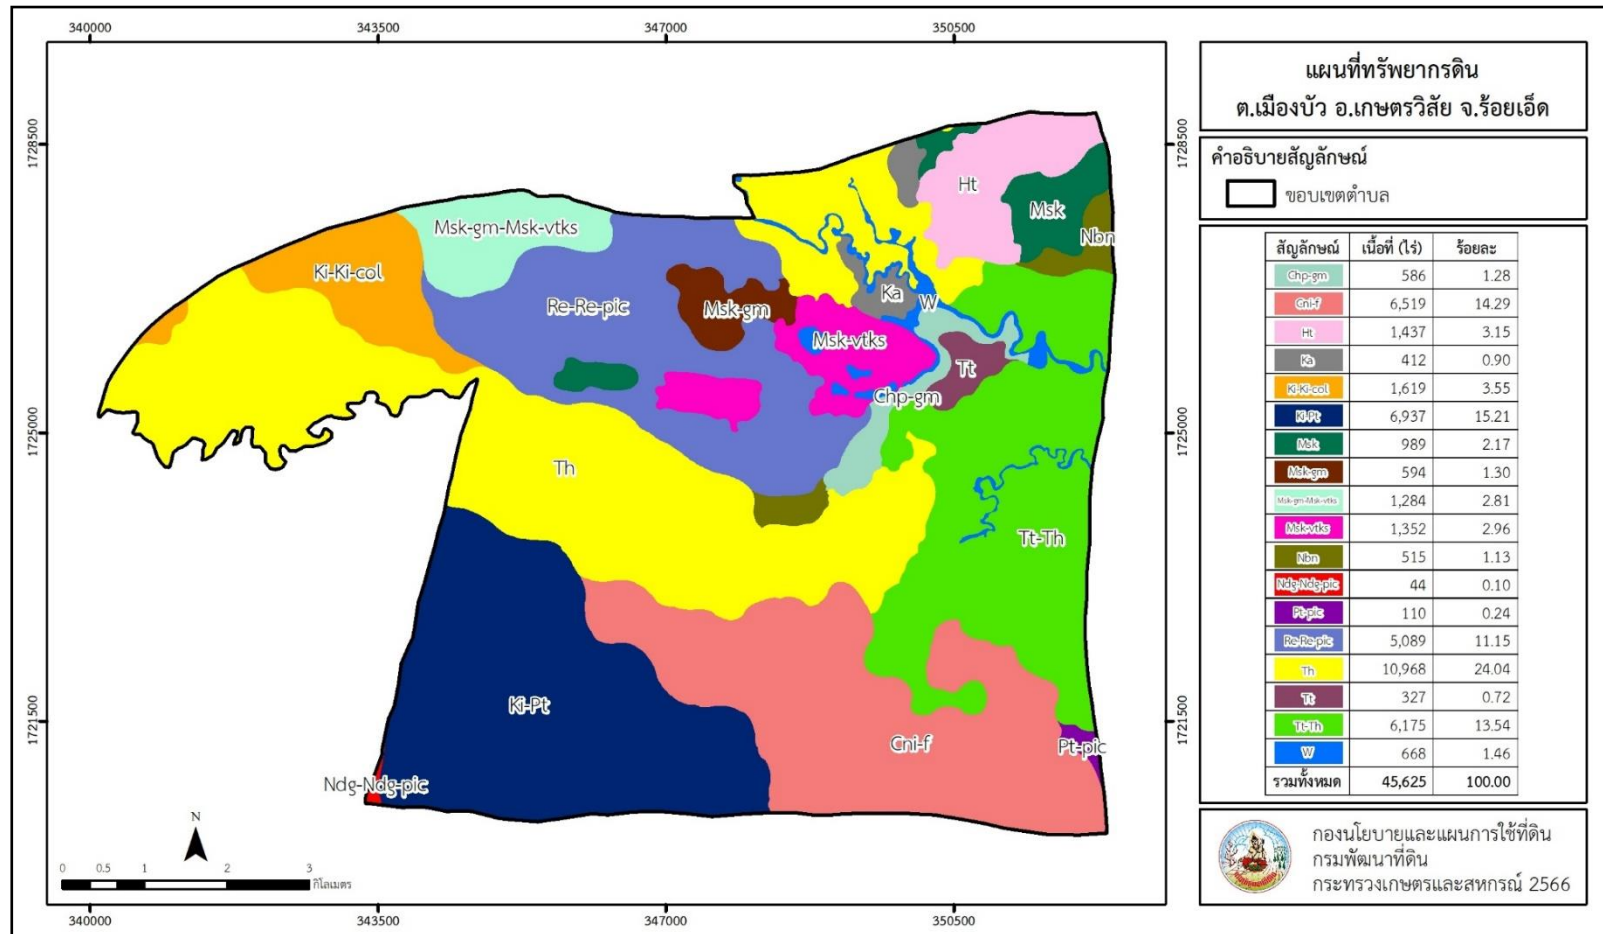 340000
343500
347000
350500
1728500
1728500
1725000
1725000
1721500
1721500
340000
343500
347000
350500
Ht
Msk
Nbn
Msk-gm-Msk-vtks
Ki-Ki-col
Re-Re-pic
Msk-gm
Ka
W
Msk-vtks
Tt
Chp-gm
Th
Tt-Th
Ki-Pt
Cni-f
Pt-pic
Ndg-Ndg-pic
N
0 0.5 1 2 3
กิโลเมตร
แผนที่ทรัพยากรดิน
ต.เมืองบัว อ.เกษตรวิสัย จ.ร้อยเอ็ด
คำอธิบายสัญลักษณ์
ขอบเขตตำบล
สัญลักษณ์ เนื้อที่ (ไร่) ร้อยละ
Chp-gm 586 1.28
Cni-f 6,519 14.29
Ht 1,437 3.15
Ka 412 0.90
Ki-Ki-col 1,619 3.55
Ki-Pt 6,937 15.21
Msk 989 2.17
Msk-gm 594 1.30
Msk-gm-Msk-vtks 1,284 2.81
Msk-vtks 1,352 2.96
Nbn 515 1.13
Ndg-Ndg-pic 44 0.10
Pt-pic 110 0.24
Re-Re-pic 5,089 11.15
Th 10,968 24.04
Tt 327 0.72
Tt-Th 6,175 13.54
W 668 1.46
รวมทั้งหมด 45,625 100.00
กองนโยบายและแผนการใช้ที่ดิน
กรมพัฒนาที่ดิน
กระทรวงเกษตรและสหกรณ์ 2566